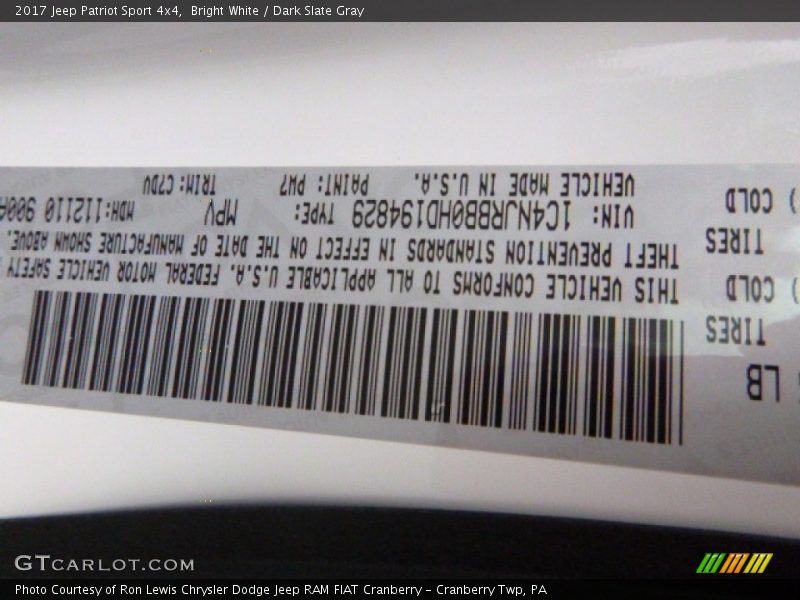 2017 Jeep Patriot Sport 4x4, Bright White / Dark Slate Gray
LB
TIRES
COLD )
TIRES
COLD )
THIS VEHICLE CONFORMS TO ALL APPLICABLE U.S.A. FEDERAL MOTOR VEHICLE SAFETY
THEFT PREVENTION STANDARDS IN EFFECT ON THE DATE OF MANUFACTURE SHOWN ABOVE.
VIN: 1C4NJRBB0HD194829 TYPE: MPV MDH:112110 900A
VEHICLE MADE IN U.S.A. PAINT: PW7 TRIM: C7DV
GTCARLOT.COM
Photo Courtesy of Ron Lewis Chrysler Dodge Jeep RAM FIAT Cranberry – Cranberry Twp, PA